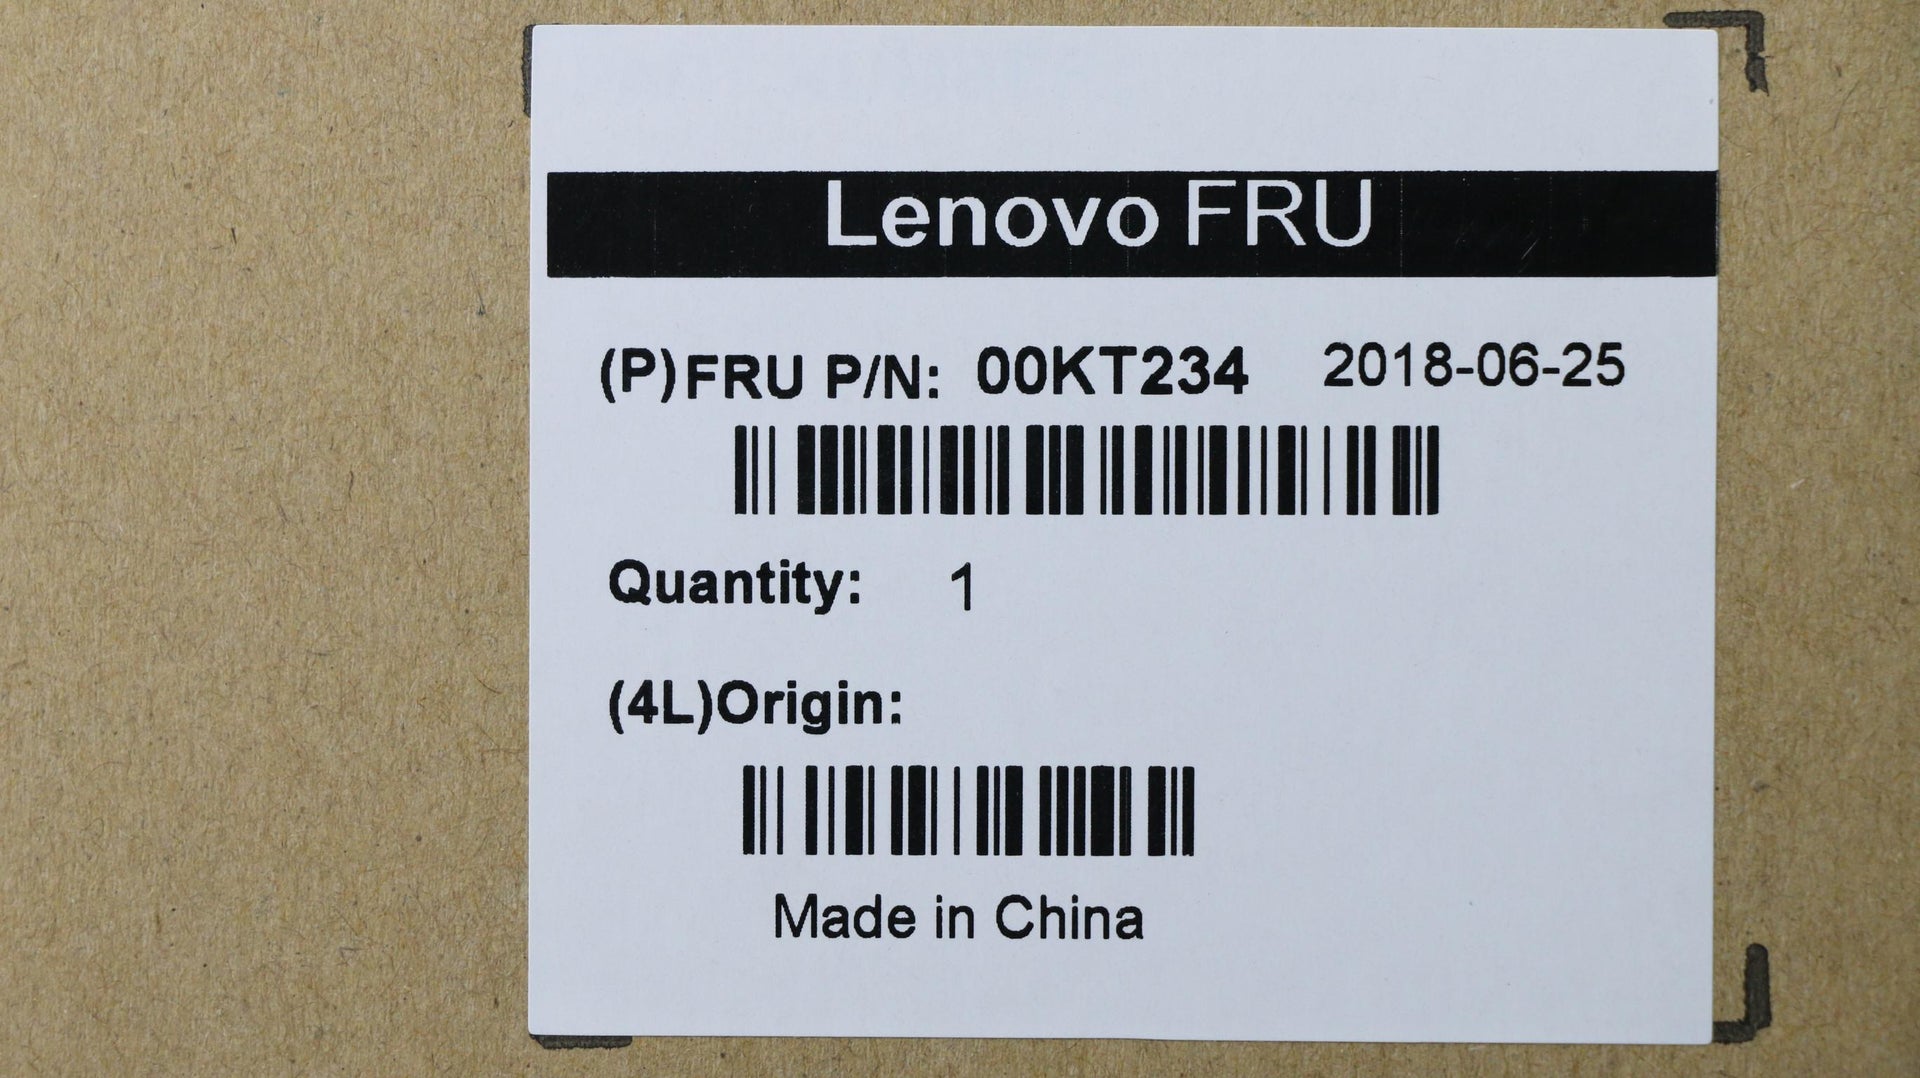 Lenovo FRU
(P)FRU P/N: 00KT234 2018-06-25
Quantity: 1
(4L)Origin:
Made in China